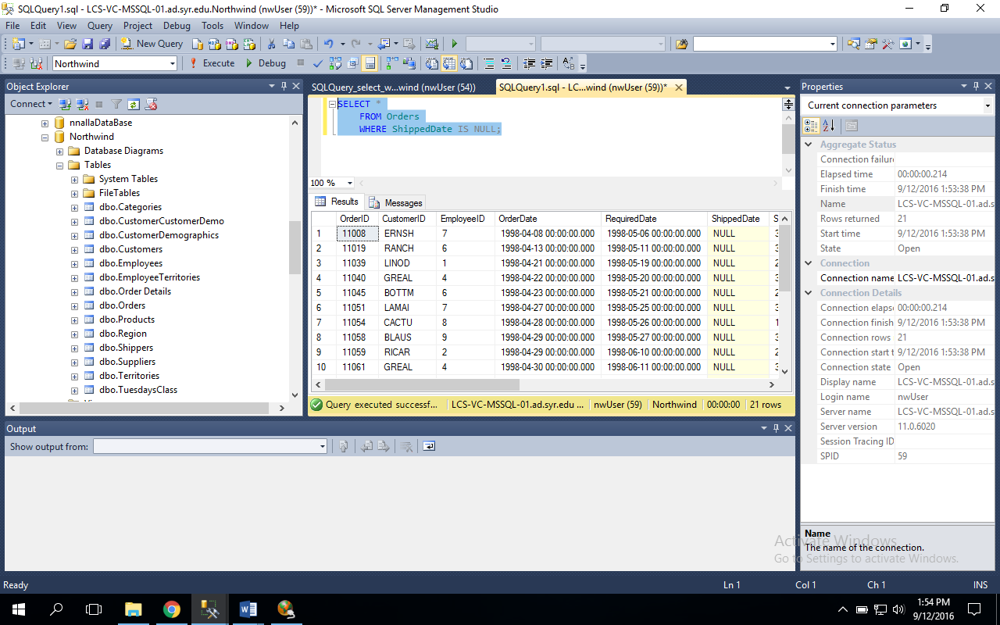 SQLQuery1.sql - LCS-VC-MSSQL-01.ad.syr.edu.Northwind (nwUser (59))* - Microsoft SQL Server Management Studio
File Edit View Query Project Debug Tools Window Help
New Query
Northwind Execute Debug
Object Explorer
Connect
nnallaDataBase
Northwind
Database Diagrams
Tables
System Tables
FileTables
dbo.Categories
dbo.CustomerCustomerDemo
dbo.CustomerDemographics
dbo.Customers
dbo.Employees
dbo.EmployeeTerritories
dbo.Order Details
dbo.Orders
dbo.Products
dbo.Region
dbo.Shippers
dbo.Suppliers
dbo.Territories
dbo.TuesdaysClass
SQLQuery_select_w...wind (nwUser (54)) SQLQuery1.sql - LC...wind (nwUser (59))*
SELECT *
FROM Orders
WHERE ShippedDate IS NULL;
100 %
Results Messages
OrderID CustomerID EmployeeID OrderDate RequiredDate ShippedDate S
1 11008 ERNSH 7 1998-04-08 00:00:00.000 1998-05-06 00:00:00.000 NULL 3
2 11019 RANCH 6 1998-04-13 00:00:00.000 1998-05-11 00:00:00.000 NULL 3
3 11039 LINOD 1 1998-04-21 00:00:00.000 1998-05-19 00:00:00.000 NULL 2
4 11040 GREAL 4 1998-04-22 00:00:00.000 1998-05-20 00:00:00.000 NULL 3
5 11045 BOTTM 6 1998-04-23 00:00:00.000 1998-05-21 00:00:00.000 NULL 2
6 11051 LAMAI 7 1998-04-27 00:00:00.000 1998-05-25 00:00:00.000 NULL 3
7 11054 CACTU 8 1998-04-28 00:00:00.000 1998-05-26 00:00:00.000 NULL 1
8 11058 BLAUS 9 1998-04-29 00:00:00.000 1998-05-27 00:00:00.000 NULL 3
9 11059 RICAR 2 1998-04-29 00:00:00.000 1998-06-10 00:00:00.000 NULL 2
10 11061 GREAL 4 1998-04-30 00:00:00.000 1998-06-11 00:00:00.000 NULL 3
Query executed successf... LCS-VC-MSSQL-01.ad.syr.edu ... nwUser (59) Northwind 00:00:00 21 rows
Properties
Current connection parameters
Aggregate Status
Connection failur
Elapsed time 00:00:00.214
Finish time 9/12/2016 1:53:38 PM
Name LCS-VC-MSSQL-01.ad.s
Rows returned 21
Start time 9/12/2016 1:53:38 PM
State Open
Connection
Connection name LCS-VC-MSSQL-01.ad.s
Connection Details
Connection elaps 00:00:00.214
Connection finish 9/12/2016 1:53:38 PM
Connection rows 21
Connection start t 9/12/2016 1:53:38 PM
Connection state Open
Display name LCS-VC-MSSQL-01.ad.s
Login name nwUser
Server name LCS-VC-MSSQL-01.ad.s
Server version 11.0.6020
Session Tracing ID
SPID 59
Name
The name of the connection.
Activate Windows
Go to Settings to activate Windows.
Output
Show output from:
Ready Ln 1 Col 1 Ch 1 INS
1:54 PM
9/12/2016